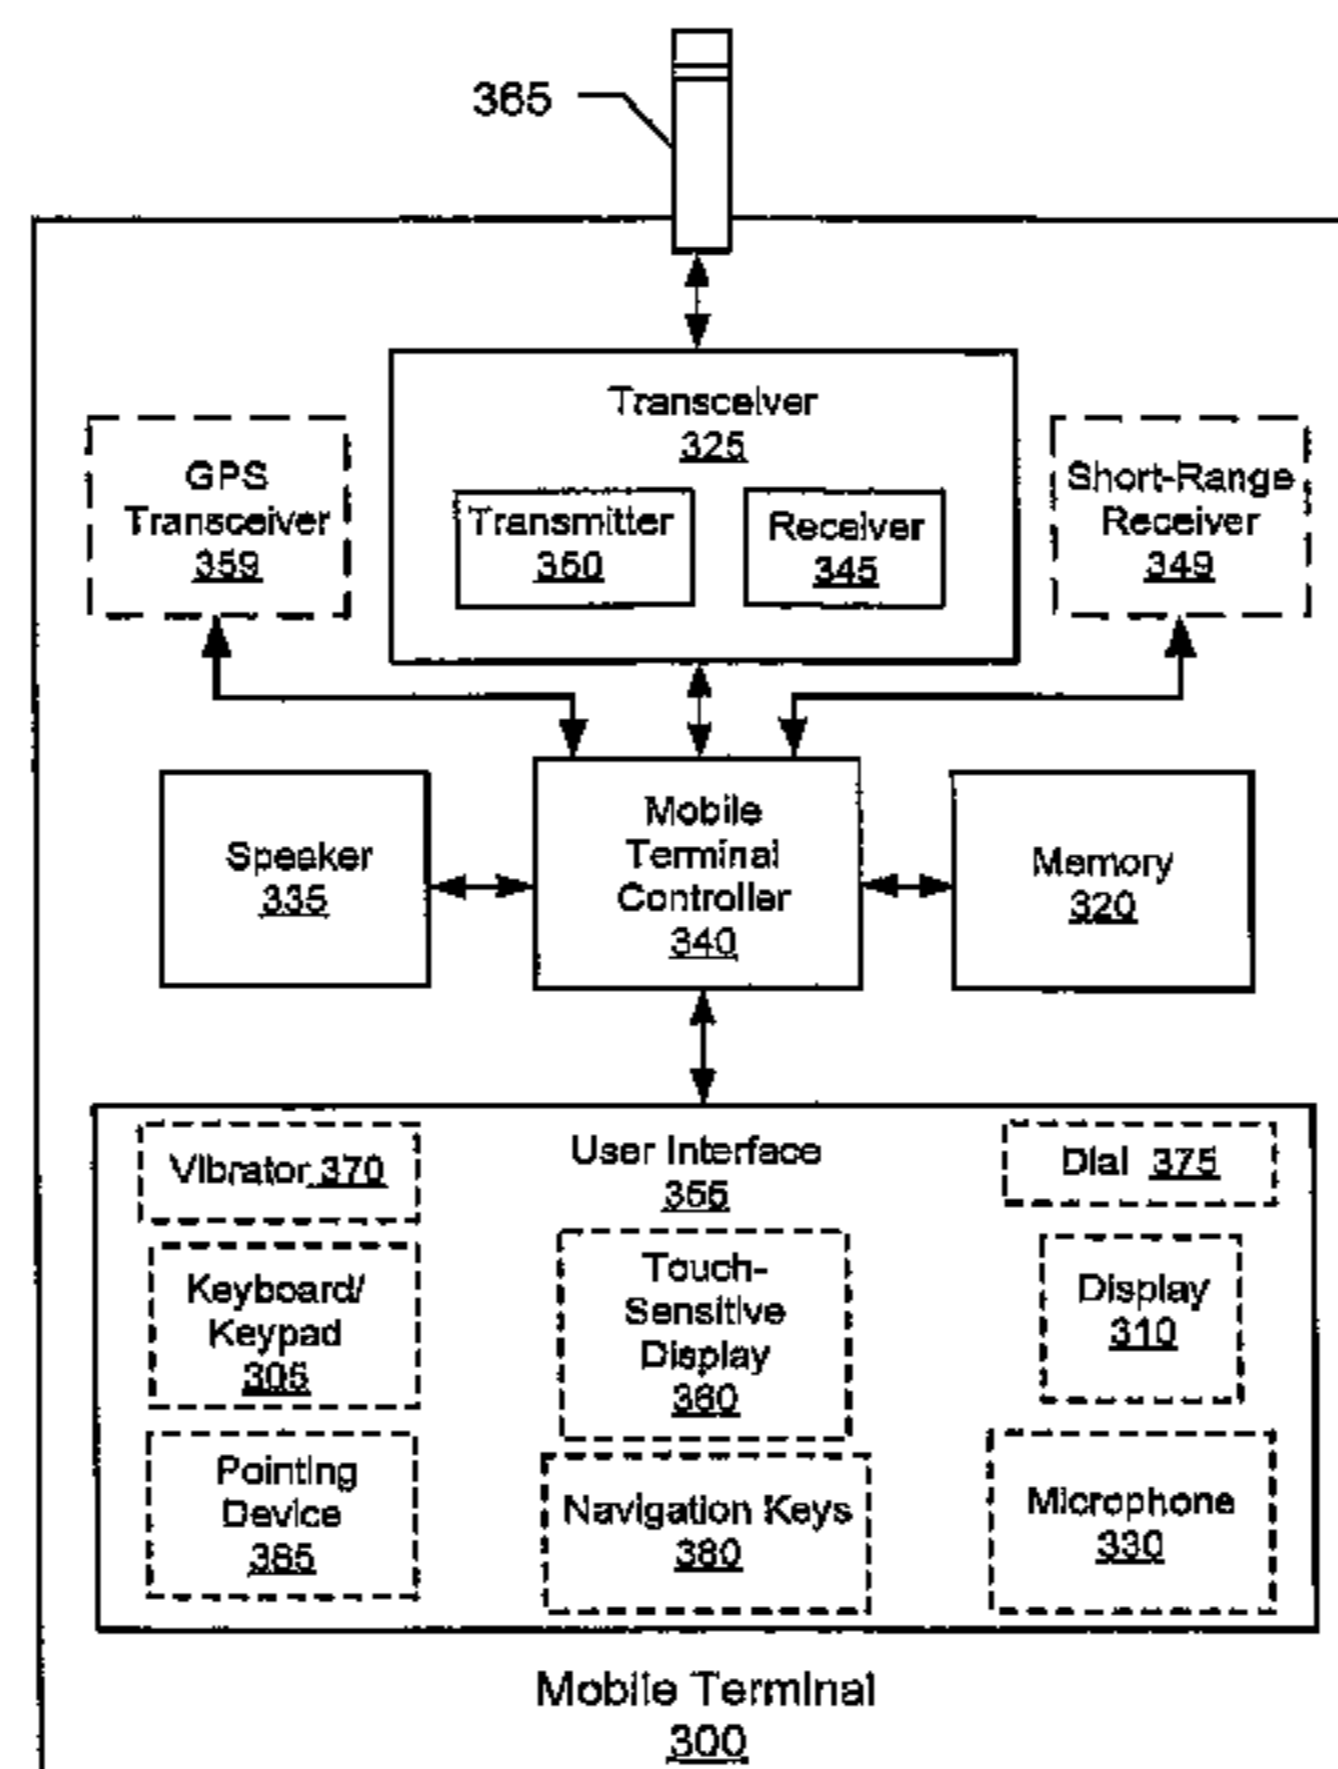 365
Transceiver
325
GPS
Transceiver
359
Transmitter
350
Receiver
345
Short-Range
Receiver
349
Speaker
335
Mobile
Terminal
Controller
340
Memory
320
User Interface
355
Vibrator 370
Dial 375
Keyboard/
Keypad
305
Touch-
Sensitive
Display
360
Display
310
Pointing
Device
385
Navigation Keys
380
Microphone
330
Mobile Terminal
300